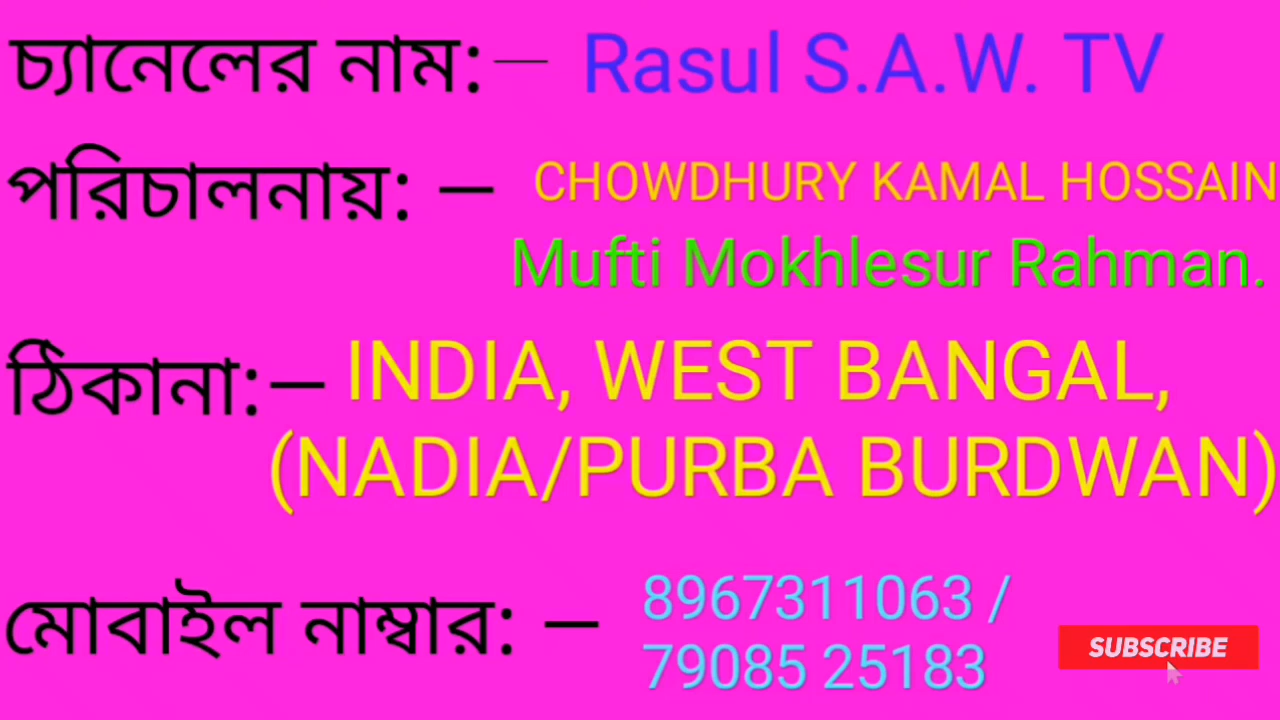 চ্যানেলের নাম:— Rasul S.A.W. TV
পরিচালনায়: — CHOWDHURY KAMAL HOSSAIN
Mufti Mokhlesur Rahman.
ঠিকানা:— INDIA, WEST BANGAL,
(NADIA/PURBA BURDWAN)
মোবাইল নাম্বার: — 8967311063 /
79085 25183
SUBSCRIBE